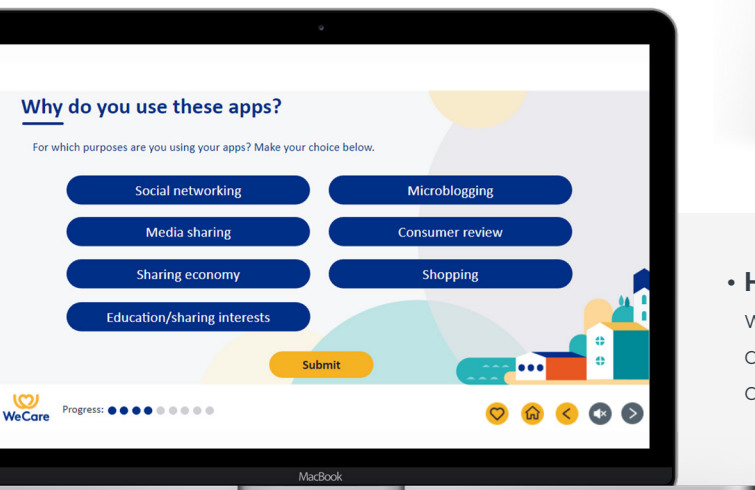 Why do you use these apps?
For which purposes are you using your apps? Make your choice below.
Social networking
Microblogging
Media sharing
Consumer review
Sharing economy
Shopping
Education/sharing interests
Submit
WeCare
Progress:
MacBook